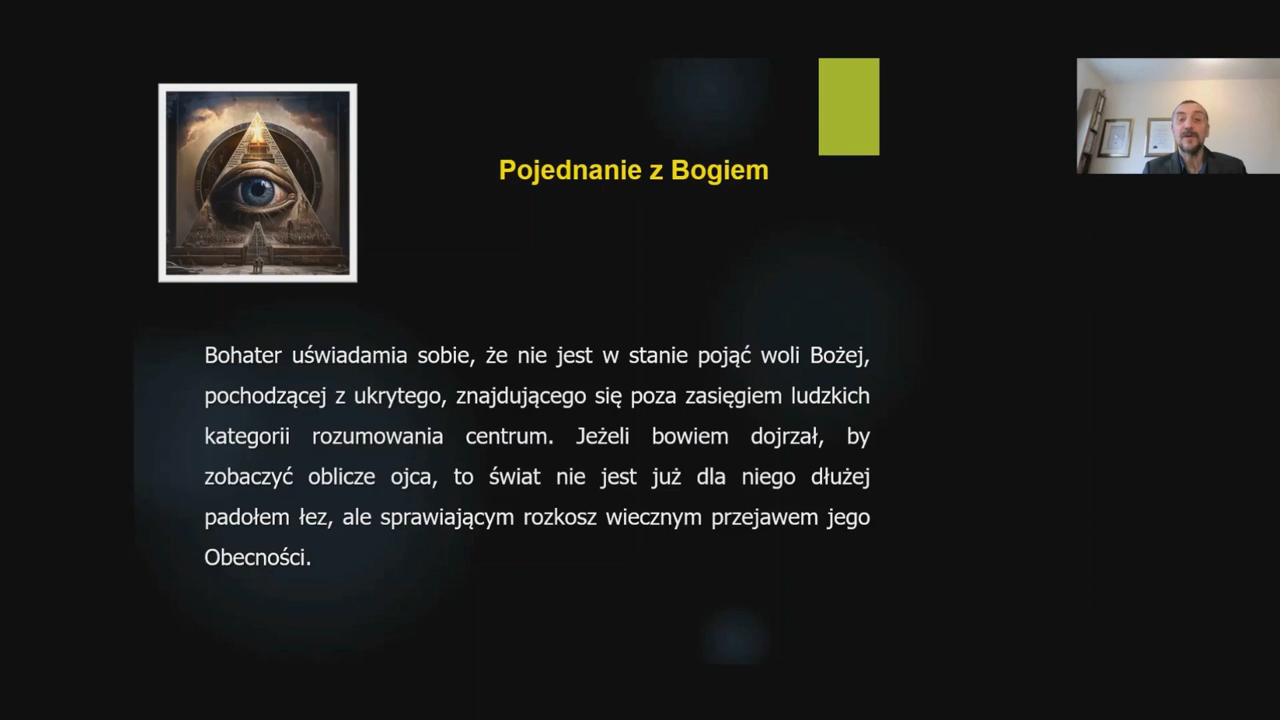 Pojednanie z Bogiem
Bohater uświadamia sobie, że nie jest w stanie pojąć woli Bożej,
pochodzącej z ukrytego, znajdującego się poza zasięgiem ludzkich
kategorii rozumowania centrum. Jeżeli bowiem dojrzał, by
zobaczyć oblicze ojca, to świat nie jest już dla niego dłużej
padołem łez, ale sprawiającym rozkosz wiecznym przejawem jego
Obecności.